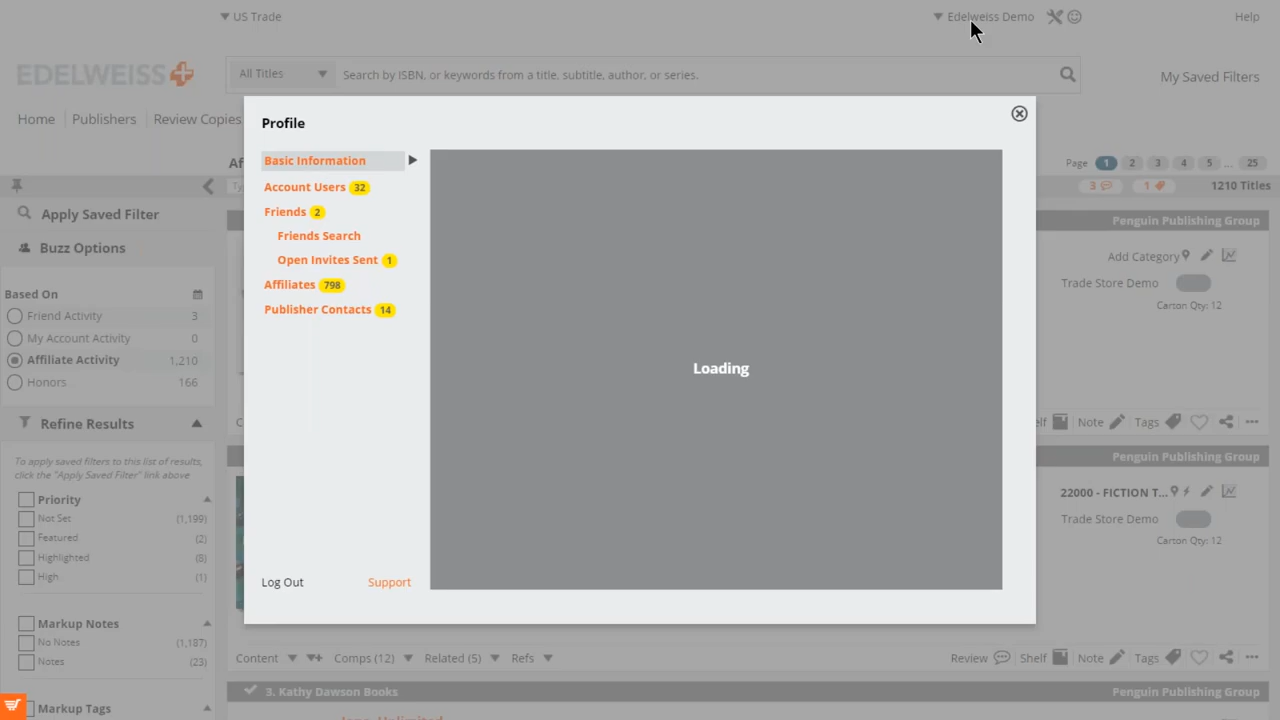 US Trade
Edelweiss Demo
Help
EDELWEISS
All Titles
Search by ISBN, or keywords from a title, subtitle, author, or series.
My Saved Filters
Home
Publishers
Review Copies
Profile
Page 1 2 3 4 5 ... 25
3
1
1210 Titles
Basic Information
Account Users 32
Friends 2
Friends Search
Open Invites Sent 1
Affiliates 798
Publisher Contacts 14
Loading
Log Out
Support
Apply Saved Filter
Buzz Options
Based On
Friend Activity 3
My Account Activity 0
Affiliate Activity 1,210
Honors 166
Refine Results
To apply saved filters to this list of results,
click the "Apply Saved Filter" link above
Priority
Not Set (1,199)
Featured (2)
Highlighted (8)
High (1)
Markup Notes
No Notes (1,187)
Notes (23)
Markup Tags
Penguin Publishing Group
Add Category
Trade Store Demo
Carton Qty: 12
Note
Tags
Penguin Publishing Group
22000 - FICTION T...
Trade Store Demo
Carton Qty: 12
Content
Comps (12)
Related (5)
Refs
Review
Shelf
Note
Tags
3. Kathy Dawson Books
Penguin Publishing Group